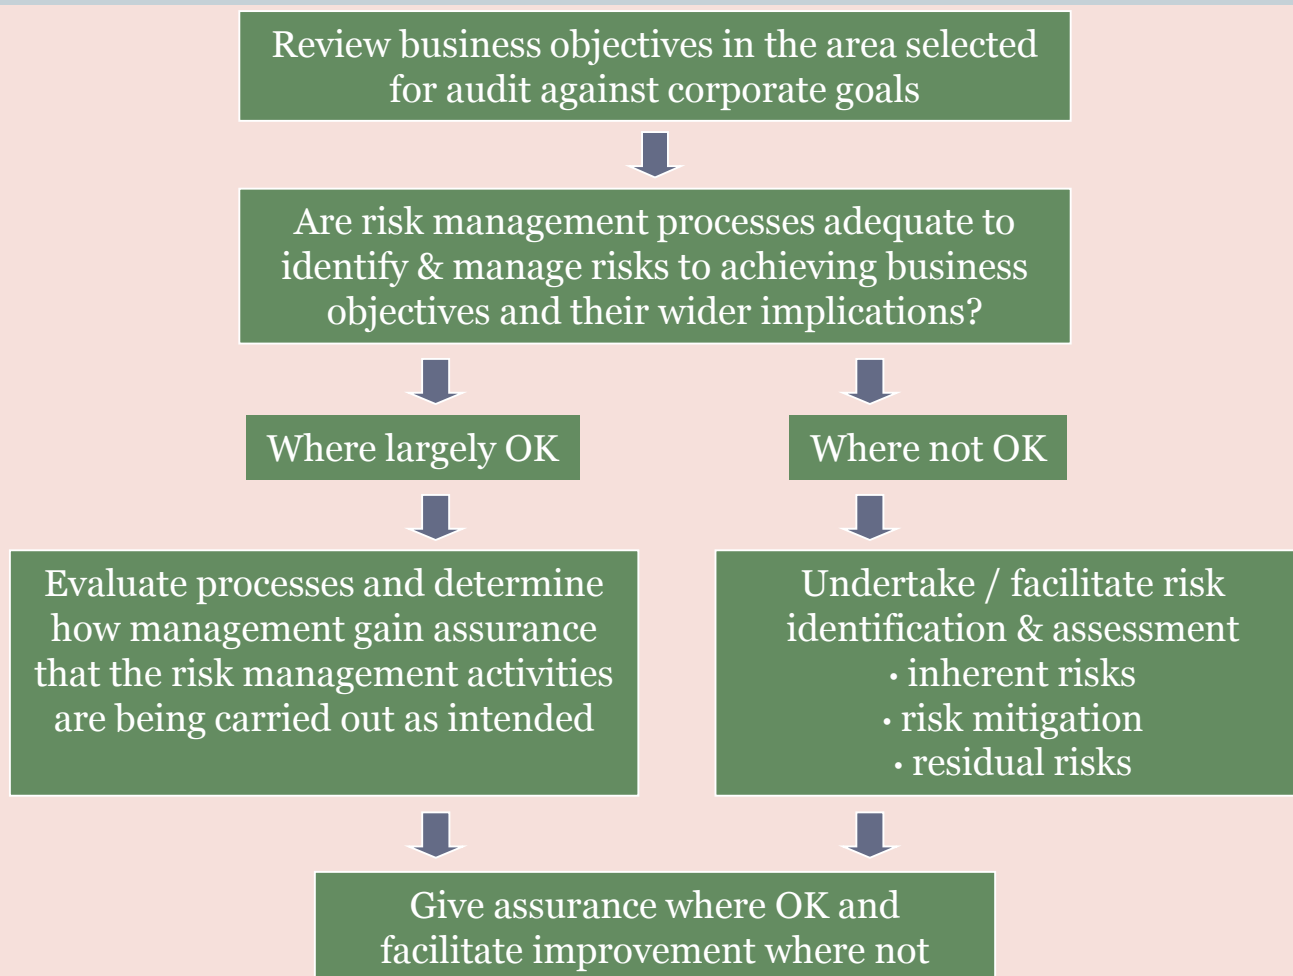 Review business objectives in the area selected
for audit against corporate goals
Are risk management processes adequate to
identify & manage risks to achieving business
objectives and their wider implications?
Where largely OK
Where not OK
Evaluate processes and determine
how management gain assurance
that the risk management activities
are being carried out as intended
Undertake / facilitate risk
identification & assessment
• inherent risks
• risk mitigation
• residual risks
Give assurance where OK and
facilitate improvement where not